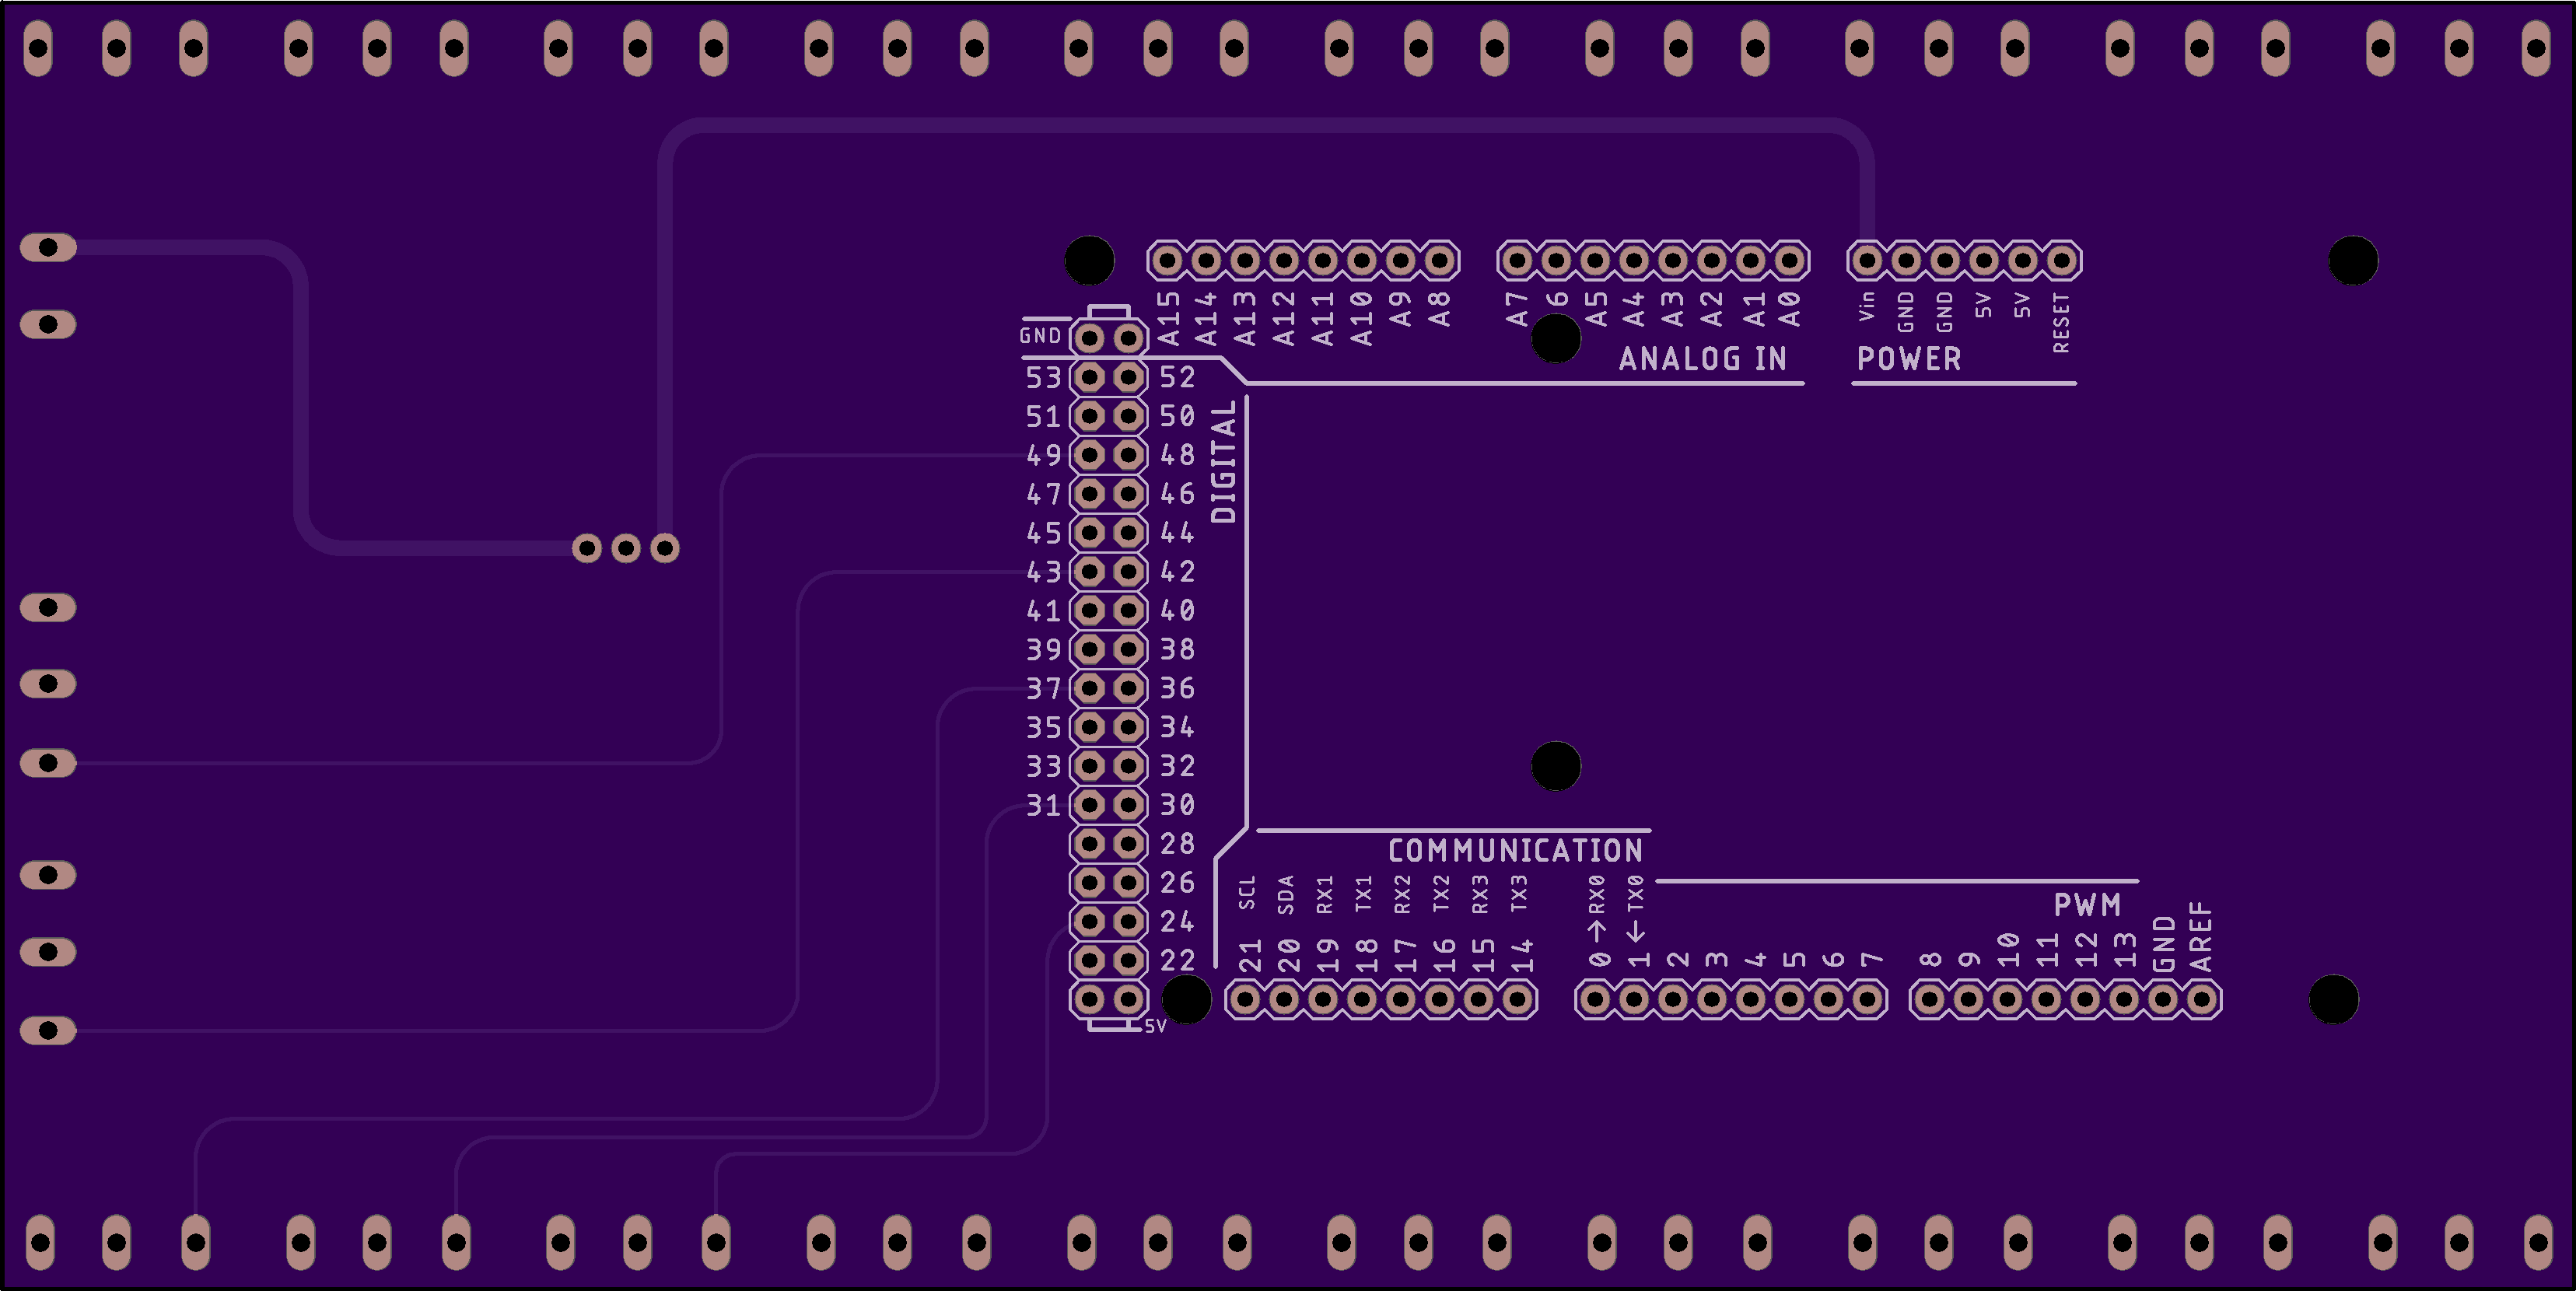 A15 A14 A13 A12 A11 A10 A9 A8
A7 A6 A5 A4 A3 A2 A1 A0
Vin GND GND 5V 5V RESET
ANALOG IN
POWER
GND
53 52
51 50
49 48
47 46
45 44
43 42
41 40
39 38
37 36
35 34
33 32
31 30
28
26
24
22
5V
DIGITAL
COMMUNICATION
SCL SDA RX1 TX1 RX2 TX2 RX3 TX3
→RX0 ←TX0
PWM
21 20 19 18 17 16 15 14
0 1 2 3 4 5 6 7
8 9 10 11 12 13 GND AREF